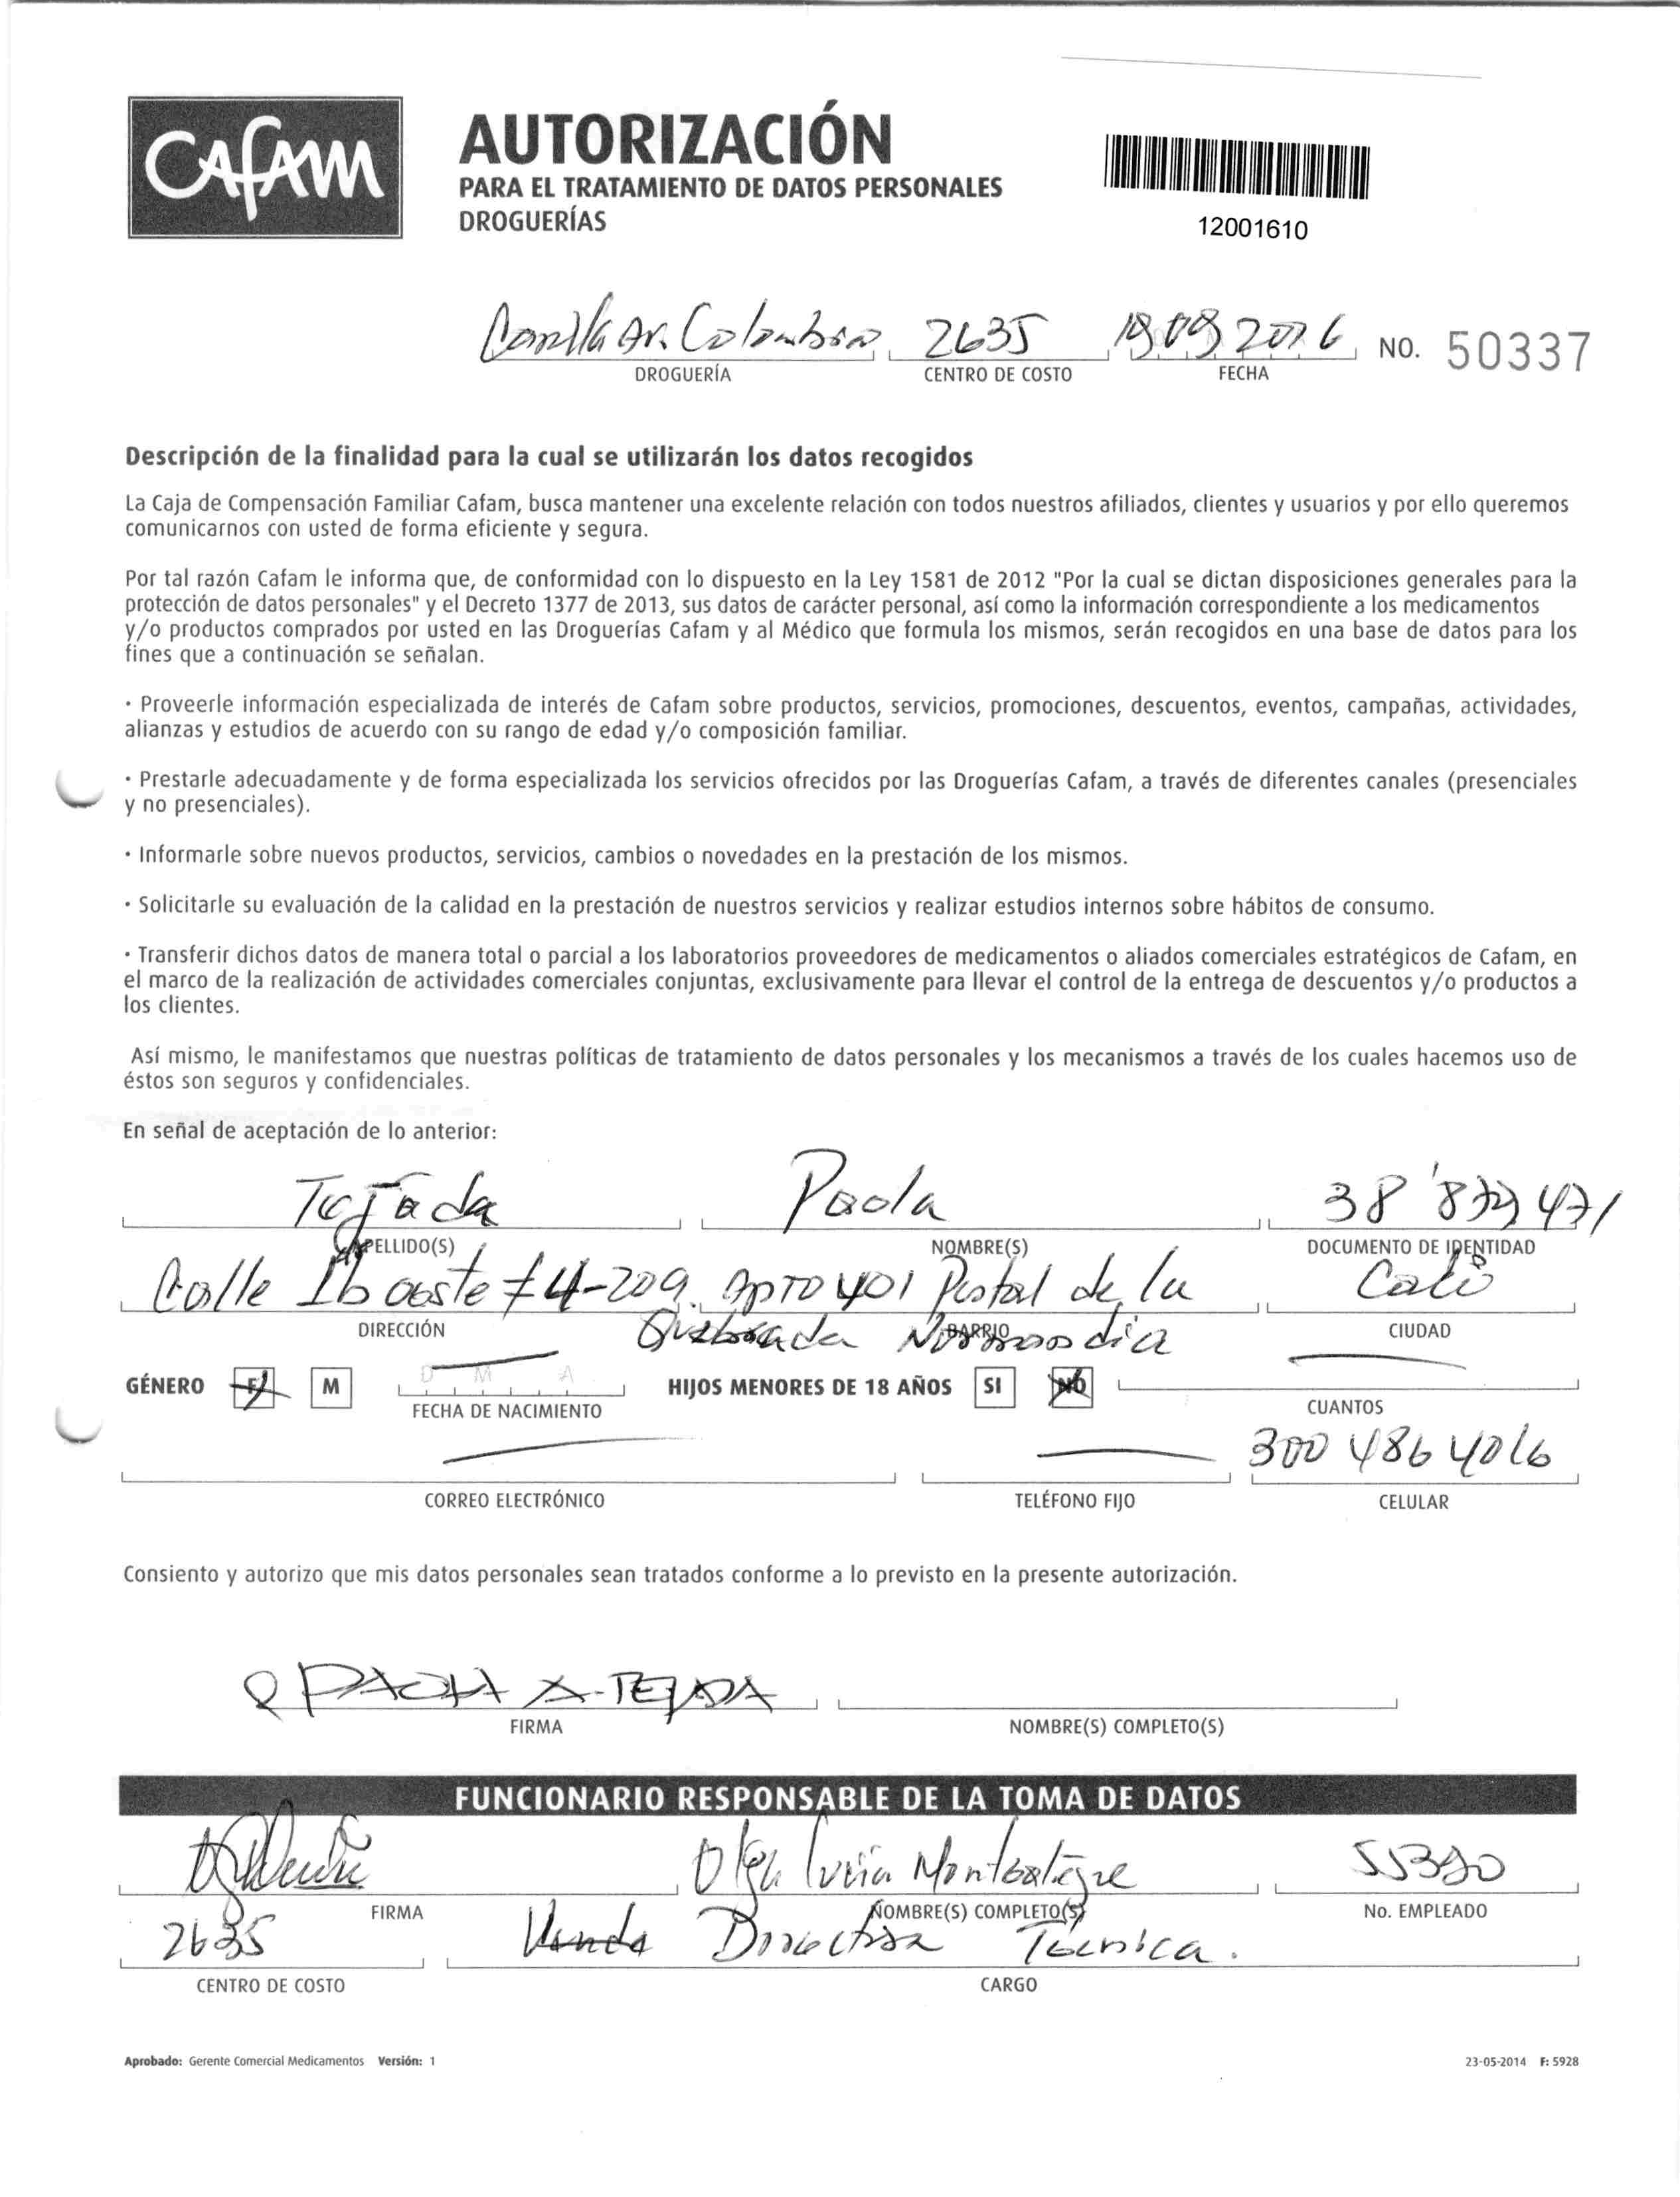 Cafam
AUTORIZACIÓN
PARA EL TRATAMIENTO DE DATOS PERSONALES
DROGUERÍAS
12001610
Av. Colombia 2635 2016 NO. 50337
DROGUERÍA CENTRO DE COSTO FECHA
Descripción de la finalidad para la cual se utilizarán los datos recogidos
La Caja de Compensación Familiar Cafam, busca mantener una excelente relación con todos nuestros afiliados, clientes y usuarios y por ello queremos
comunicarnos con usted de forma eficiente y segura.
Por tal razón Cafam le informa que, de conformidad con lo dispuesto en la Ley 1581 de 2012 "Por la cual se dictan disposiciones generales para la
protección de datos personales" y el Decreto 1377 de 2013, sus datos de carácter personal, así como la información correspondiente a los medicamentos
y/o productos comprados por usted en las Droguerías Cafam y al Médico que formula los mismos, serán recogidos en una base de datos para los
fines que a continuación se señalan.
· Proveerle información especializada de interés de Cafam sobre productos, servicios, promociones, descuentos, eventos, campañas, actividades,
alianzas y estudios de acuerdo con su rango de edad y/o composición familiar.
· Prestarle adecuadamente y de forma especializada los servicios ofrecidos por las Droguerías Cafam, a través de diferentes canales (presenciales
y no presenciales).
· Informarle sobre nuevos productos, servicios, cambios o novedades en la prestación de los mismos.
· Solicitarle su evaluación de la calidad en la prestación de nuestros servicios y realizar estudios internos sobre hábitos de consumo.
· Transferir dichos datos de manera total o parcial a los laboratorios proveedores de medicamentos o aliados comerciales estratégicos de Cafam, en
el marco de la realización de actividades comerciales conjuntas, exclusivamente para llevar el control de la entrega de descuentos y/o productos a
los clientes.
Así mismo, le manifestamos que nuestras políticas de tratamiento de datos personales y los mecanismos a través de los cuales hacemos uso de
éstos son seguros y confidenciales.
En señal de aceptación de lo anterior:
Tejada Paola 38'
APELLIDO(S) NOMBRE(S) DOCUMENTO DE IDENTIDAD
Calle 1b oeste # 4-209 apto 401 Portal de la Cali
DIRECCIÓN BARRIO CIUDAD
Quebrada Normandia
GÉNERO F M D M A HIJOS MENORES DE 18 AÑOS SI NO
FECHA DE NACIMIENTO CUANTOS
300 486 4016
CORREO ELECTRÓNICO TELÉFONO FIJO CELULAR
Consiento y autorizo que mis datos personales sean tratados conforme a lo previsto en la presente autorización.
PAOLA A. TEJADA
FIRMA NOMBRE(S) COMPLETO(S)
FUNCIONARIO RESPONSABLE DE LA TOMA DE DATOS
Olga Lucia Montealegre
FIRMA NOMBRE(S) COMPLETO(S) No. EMPLEADO
2635 Directora Tecnica.
CENTRO DE COSTO CARGO
Aprobado: Gerente Comercial Medicamentos Versión: 1 23-05-2014 F: 5928